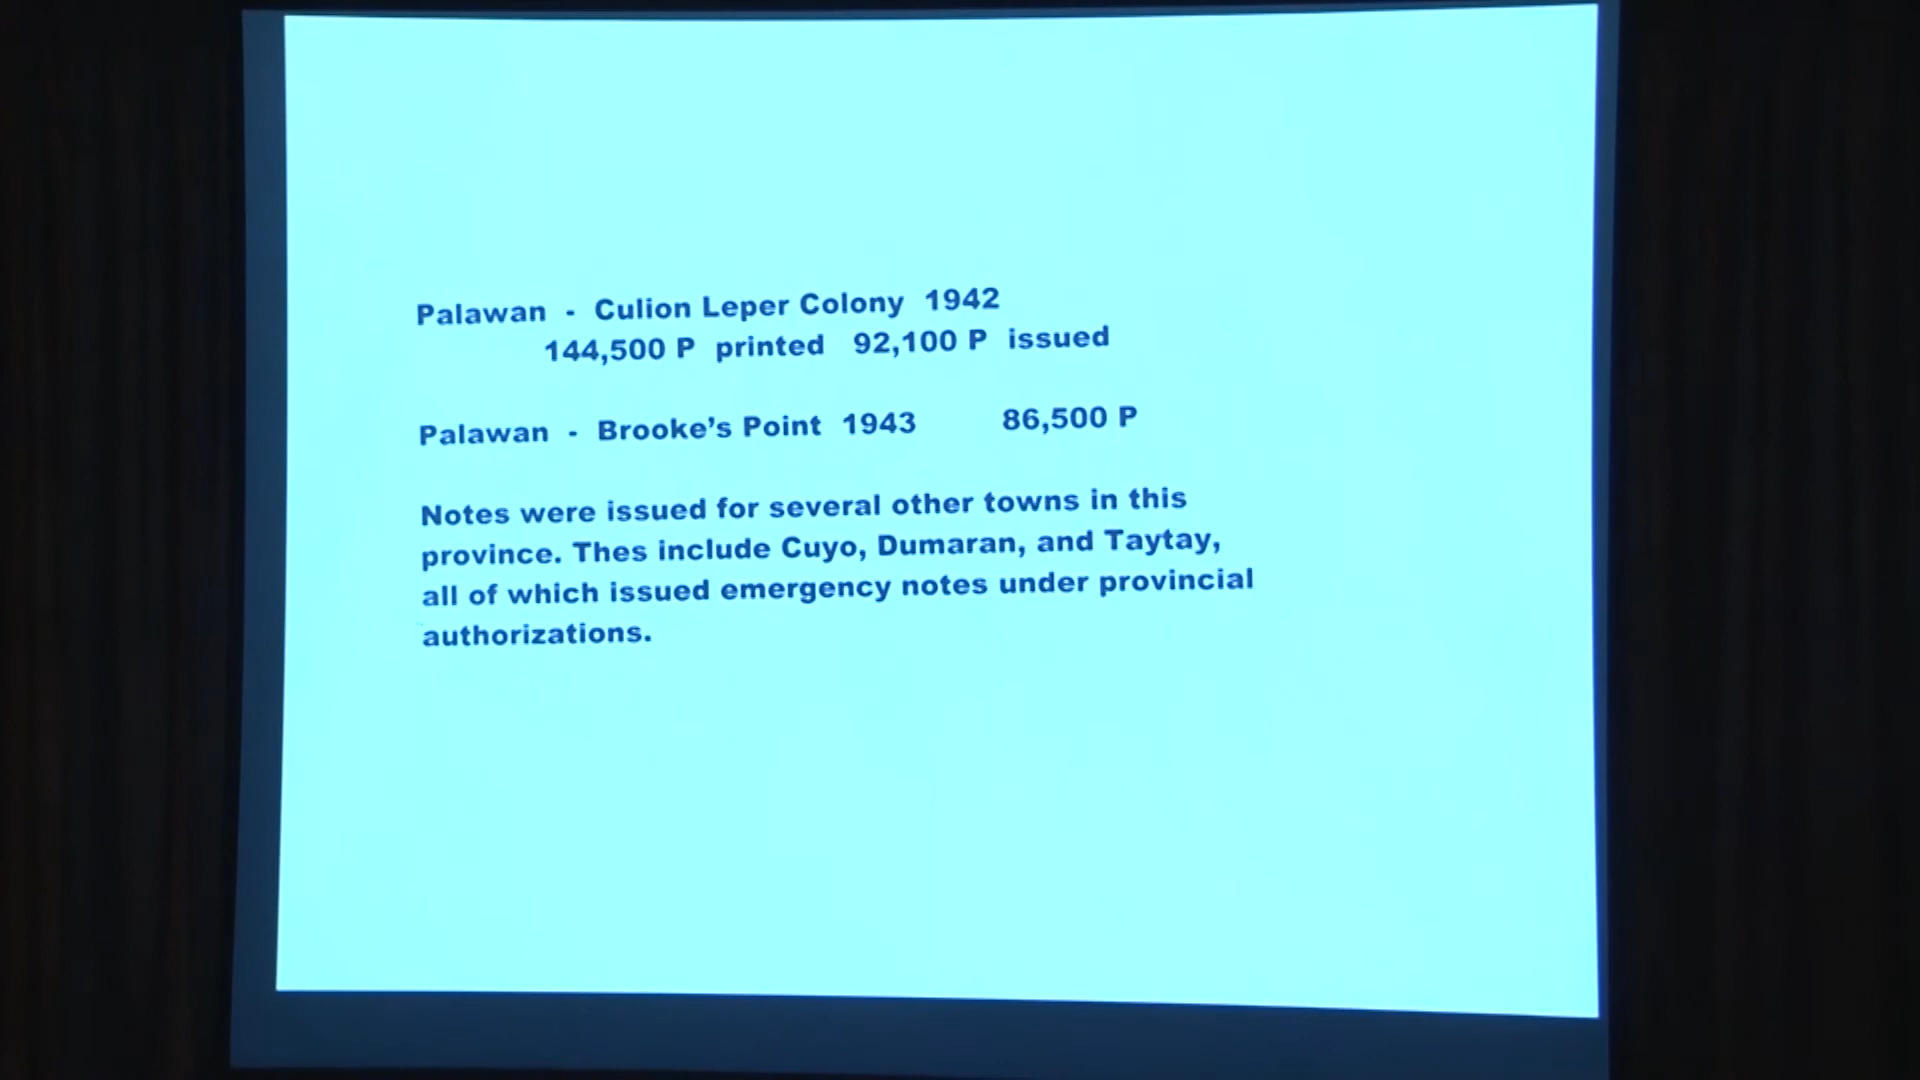 Palawan - Culion Leper Colony 1942
144,500 P printed 92,100 P issued
Palawan - Brooke's Point 1943 86,500 P
Notes were issued for several other towns in this
province. Thes include Cuyo, Dumaran, and Taytay,
all of which issued emergency notes under provincial
authorizations.